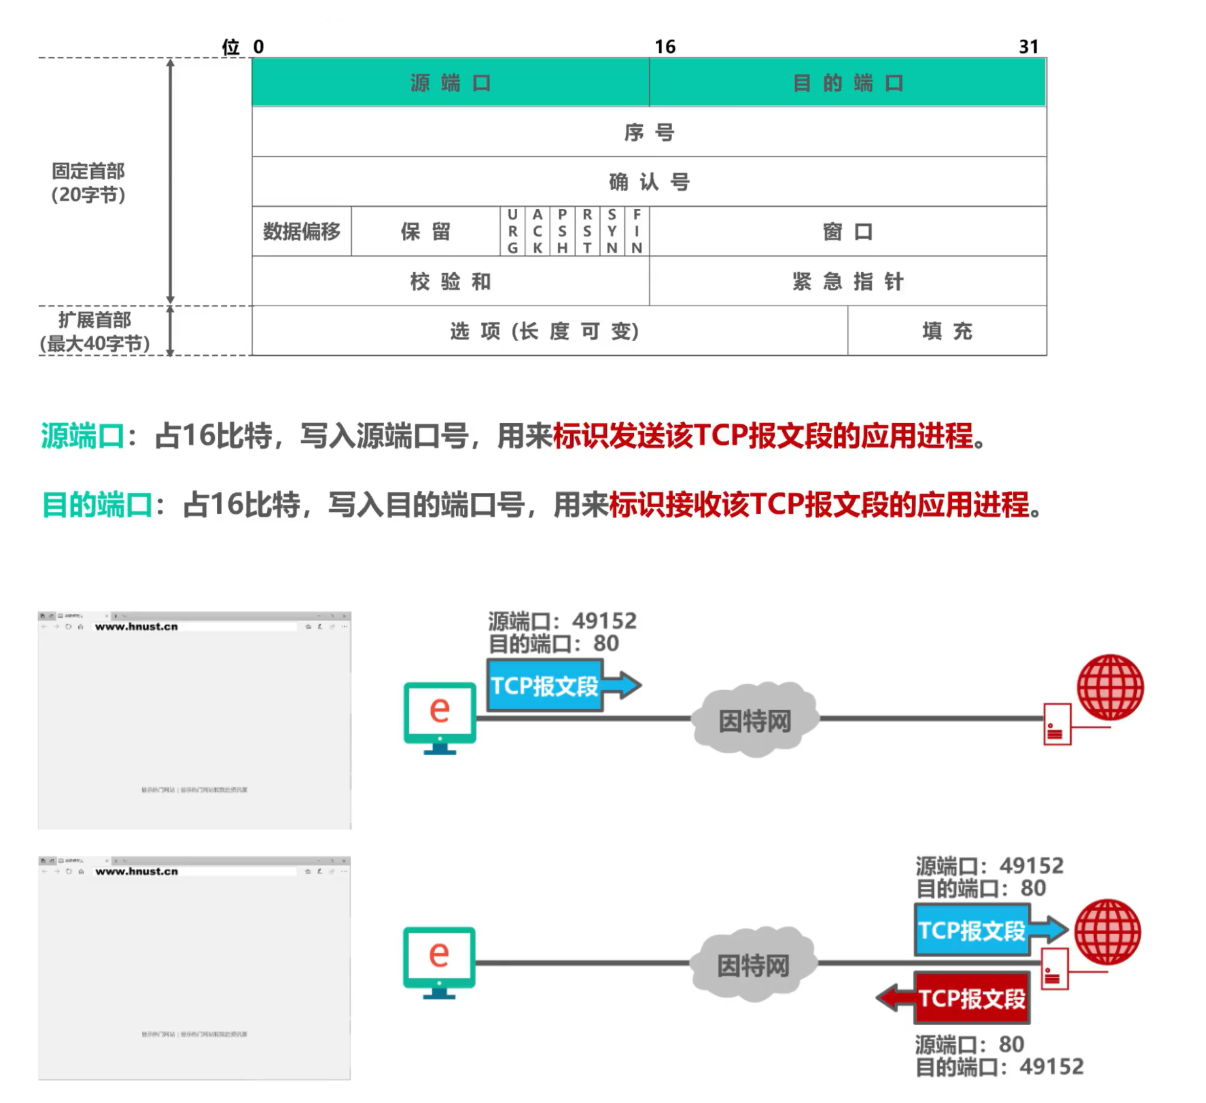 位 0 16 31
源 端 口 目 的 端 口
序 号
固定首部
(20字节)
确 认 号
数据偏移 保 留 URG ACK PSH RST SYN FIN 窗 口
校 验 和 紧 急 指 针
扩展首部
(最大40字节)
选 项 (长 度 可 变) 填 充
源端口：占16比特，写入源端口号，用来标识发送该TCP报文段的应用进程。
目的端口：占16比特，写入目的端口号，用来标识接收该TCP报文段的应用进程。
www.hnust.cn
源端口：49152
目的端口：80
TCP报文段
e
因特网
www.hnust.cn
源端口：49152
目的端口：80
TCP报文段
e
因特网
TCP报文段
源端口：80
目的端口：49152